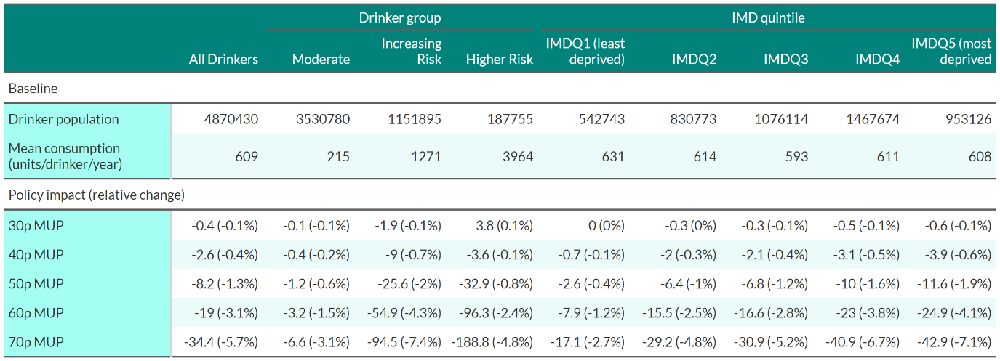 Drinker group IMD quintile
All Drinkers Moderate Increasing Risk Higher Risk IMDQ1 (least deprived) IMDQ2 IMDQ3 IMDQ4 IMDQ5 (most deprived
Baseline
Drinker population 4870430 3530780 1151895 187755 542743 830773 1076114 1467674 953126
Mean consumption (units/drinker/year) 609 215 1271 3964 631 614 593 611 608
Policy impact (relative change)
30p MUP -0.4 (-0.1%) -0.1 (-0.1%) -1.9 (-0.1%) 3.8 (0.1%) 0 (0%) -0.3 (0%) -0.3 (-0.1%) -0.5 (-0.1%) -0.6 (-0.1%)
40p MUP -2.6 (-0.4%) -0.4 (-0.2%) -9 (-0.7%) -3.6 (-0.1%) -0.7 (-0.1%) -2 (-0.3%) -2.1 (-0.4%) -3.1 (-0.5%) -3.9 (-0.6%)
50p MUP -8.2 (-1.3%) -1.2 (-0.6%) -25.6 (-2%) -32.9 (-0.8%) -2.6 (-0.4%) -6.4 (-1%) -6.8 (-1.2%) -10 (-1.6%) -11.6 (-1.9%)
60p MUP -19 (-3.1%) -3.2 (-1.5%) -54.9 (-4.3%) -96.3 (-2.4%) -7.9 (-1.2%) -15.5 (-2.5%) -16.6 (-2.8%) -23 (-3.8%) -24.9 (-4.1%)
70p MUP -34.4 (-5.7%) -6.6 (-3.1%) -94.5 (-7.4%) -188.8 (-4.8%) -17.1 (-2.7%) -29.2 (-4.8%) -30.9 (-5.2%) -40.9 (-6.7%) -42.9 (-7.1%)